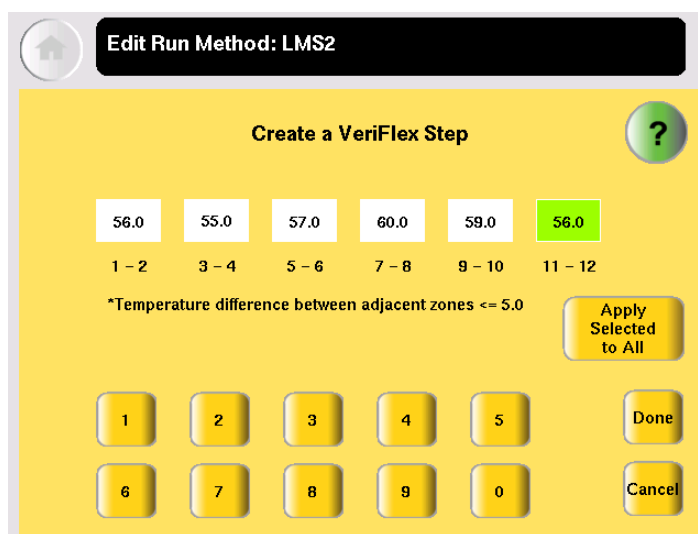 Edit Run Method: LMS2
Create a VeriFlex Step
?
56.0 55.0 57.0 60.0 59.0 56.0
1 – 2 3 – 4 5 – 6 7 – 8 9 – 10 11 – 12
*Temperature difference between adjacent zones <= 5.0
Apply
Selected
to All
1 2 3 4 5
Done
6 7 8 9 0
Cancel